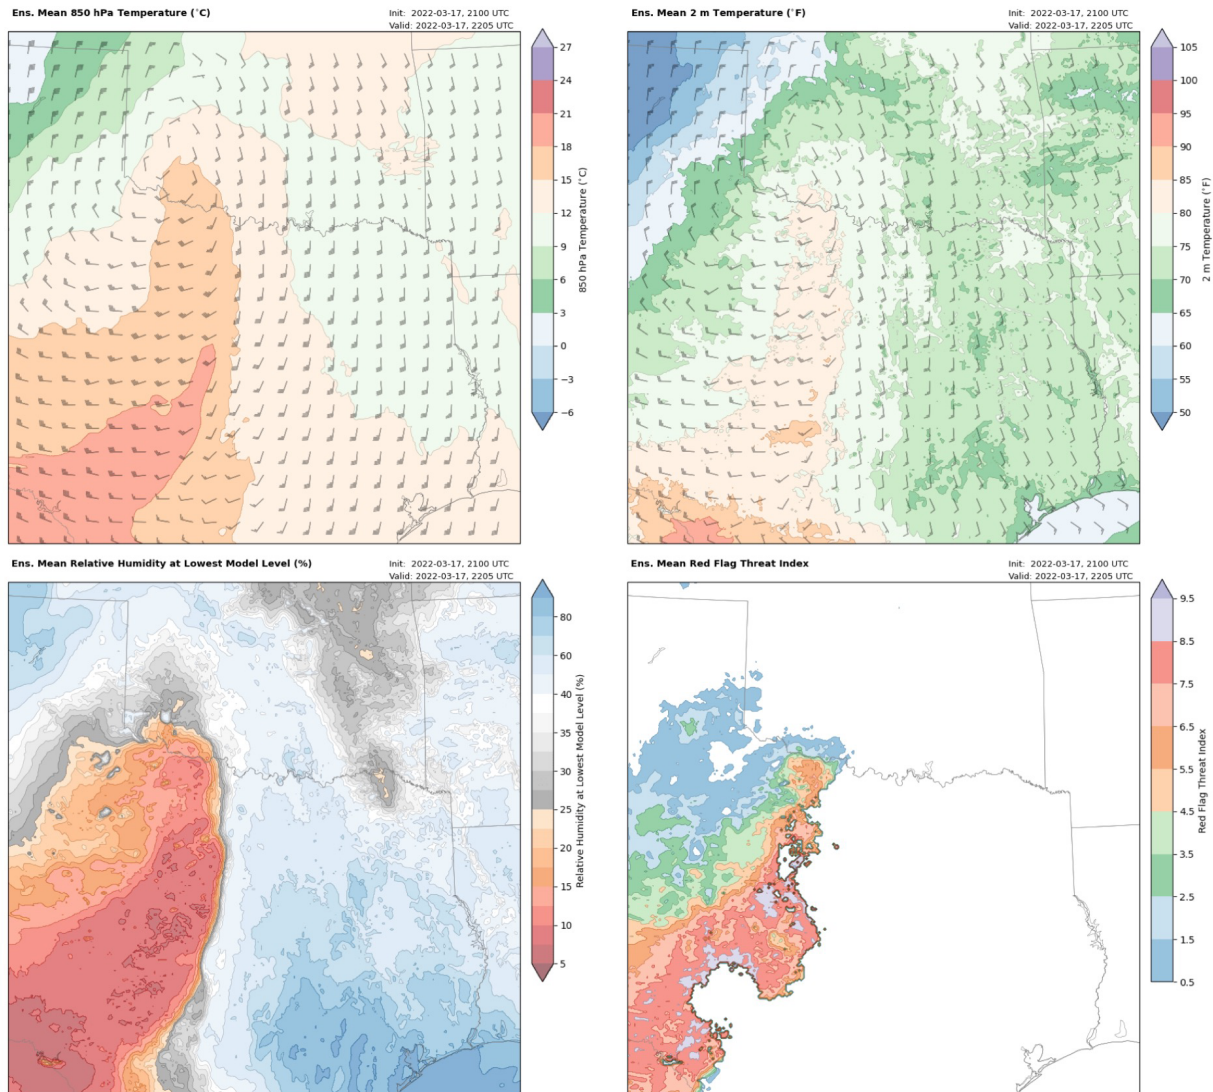 Ens. Mean 850 hPa Temperature (˚C)
Init: 2022-03-17, 2100 UTC
Valid: 2022-03-17, 2205 UTC
27
24
21
18
15
12
9
6
3
0
−3
−6
850 hPa Temperature (˚C)
Ens. Mean 2 m Temperature (˚F)
Init: 2022-03-17, 2100 UTC
Valid: 2022-03-17, 2205 UTC
105
100
95
90
85
80
75
70
65
60
55
50
2 m Temperature (˚F)
Ens. Mean Relative Humidity at Lowest Model Level (%)
Init: 2022-03-17, 2100 UTC
Valid: 2022-03-17, 2205 UTC
80
60
40
35
30
25
20
15
10
5
Relative Humidity at Lowest Model Level (%)
Ens. Mean Red Flag Threat Index
Init: 2022-03-17, 2100 UTC
Valid: 2022-03-17, 2205 UTC
9.5
8.5
7.5
6.5
5.5
4.5
3.5
2.5
1.5
0.5
Red Flag Threat Index